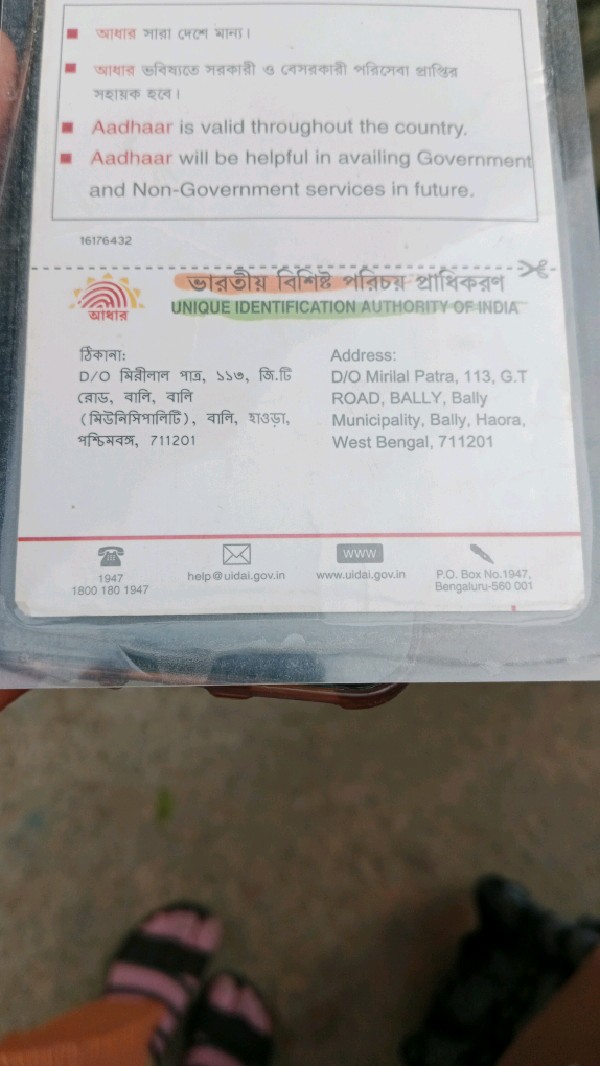 আধার সারা দেশে মান্য।
আধার ভবিষ্যতে সরকারী ও বেসরকারী পরিসেবা প্রাপ্তির
সহায়ক হবে।
Aadhaar is valid throughout the country.
Aadhaar will be helpful in availing Government
and Non-Government services in future.
16176432
ভারতীয় বিশিষ্ট পরিচয় প্রাধিকরণ
UNIQUE IDENTIFICATION AUTHORITY OF INDIA
আধার
ঠিকানা:
D/O মিরীলাল পাত্র, ১১৩, জি.টি
রোড, বালি, বালি
(মিউনিসিপালিটি), বালি, হাওড়া,
পশ্চিমবঙ্গ, 711201
Address:
D/O Mirilal Patra, 113, G.T
ROAD, BALLY, Bally
Municipality, Bally, Haora,
West Bengal, 711201
1947
1800 180 1947
help@uidai.gov.in
www
www.uidai.gov.in
P.O. Box No.1947,
Bengaluru-560 001